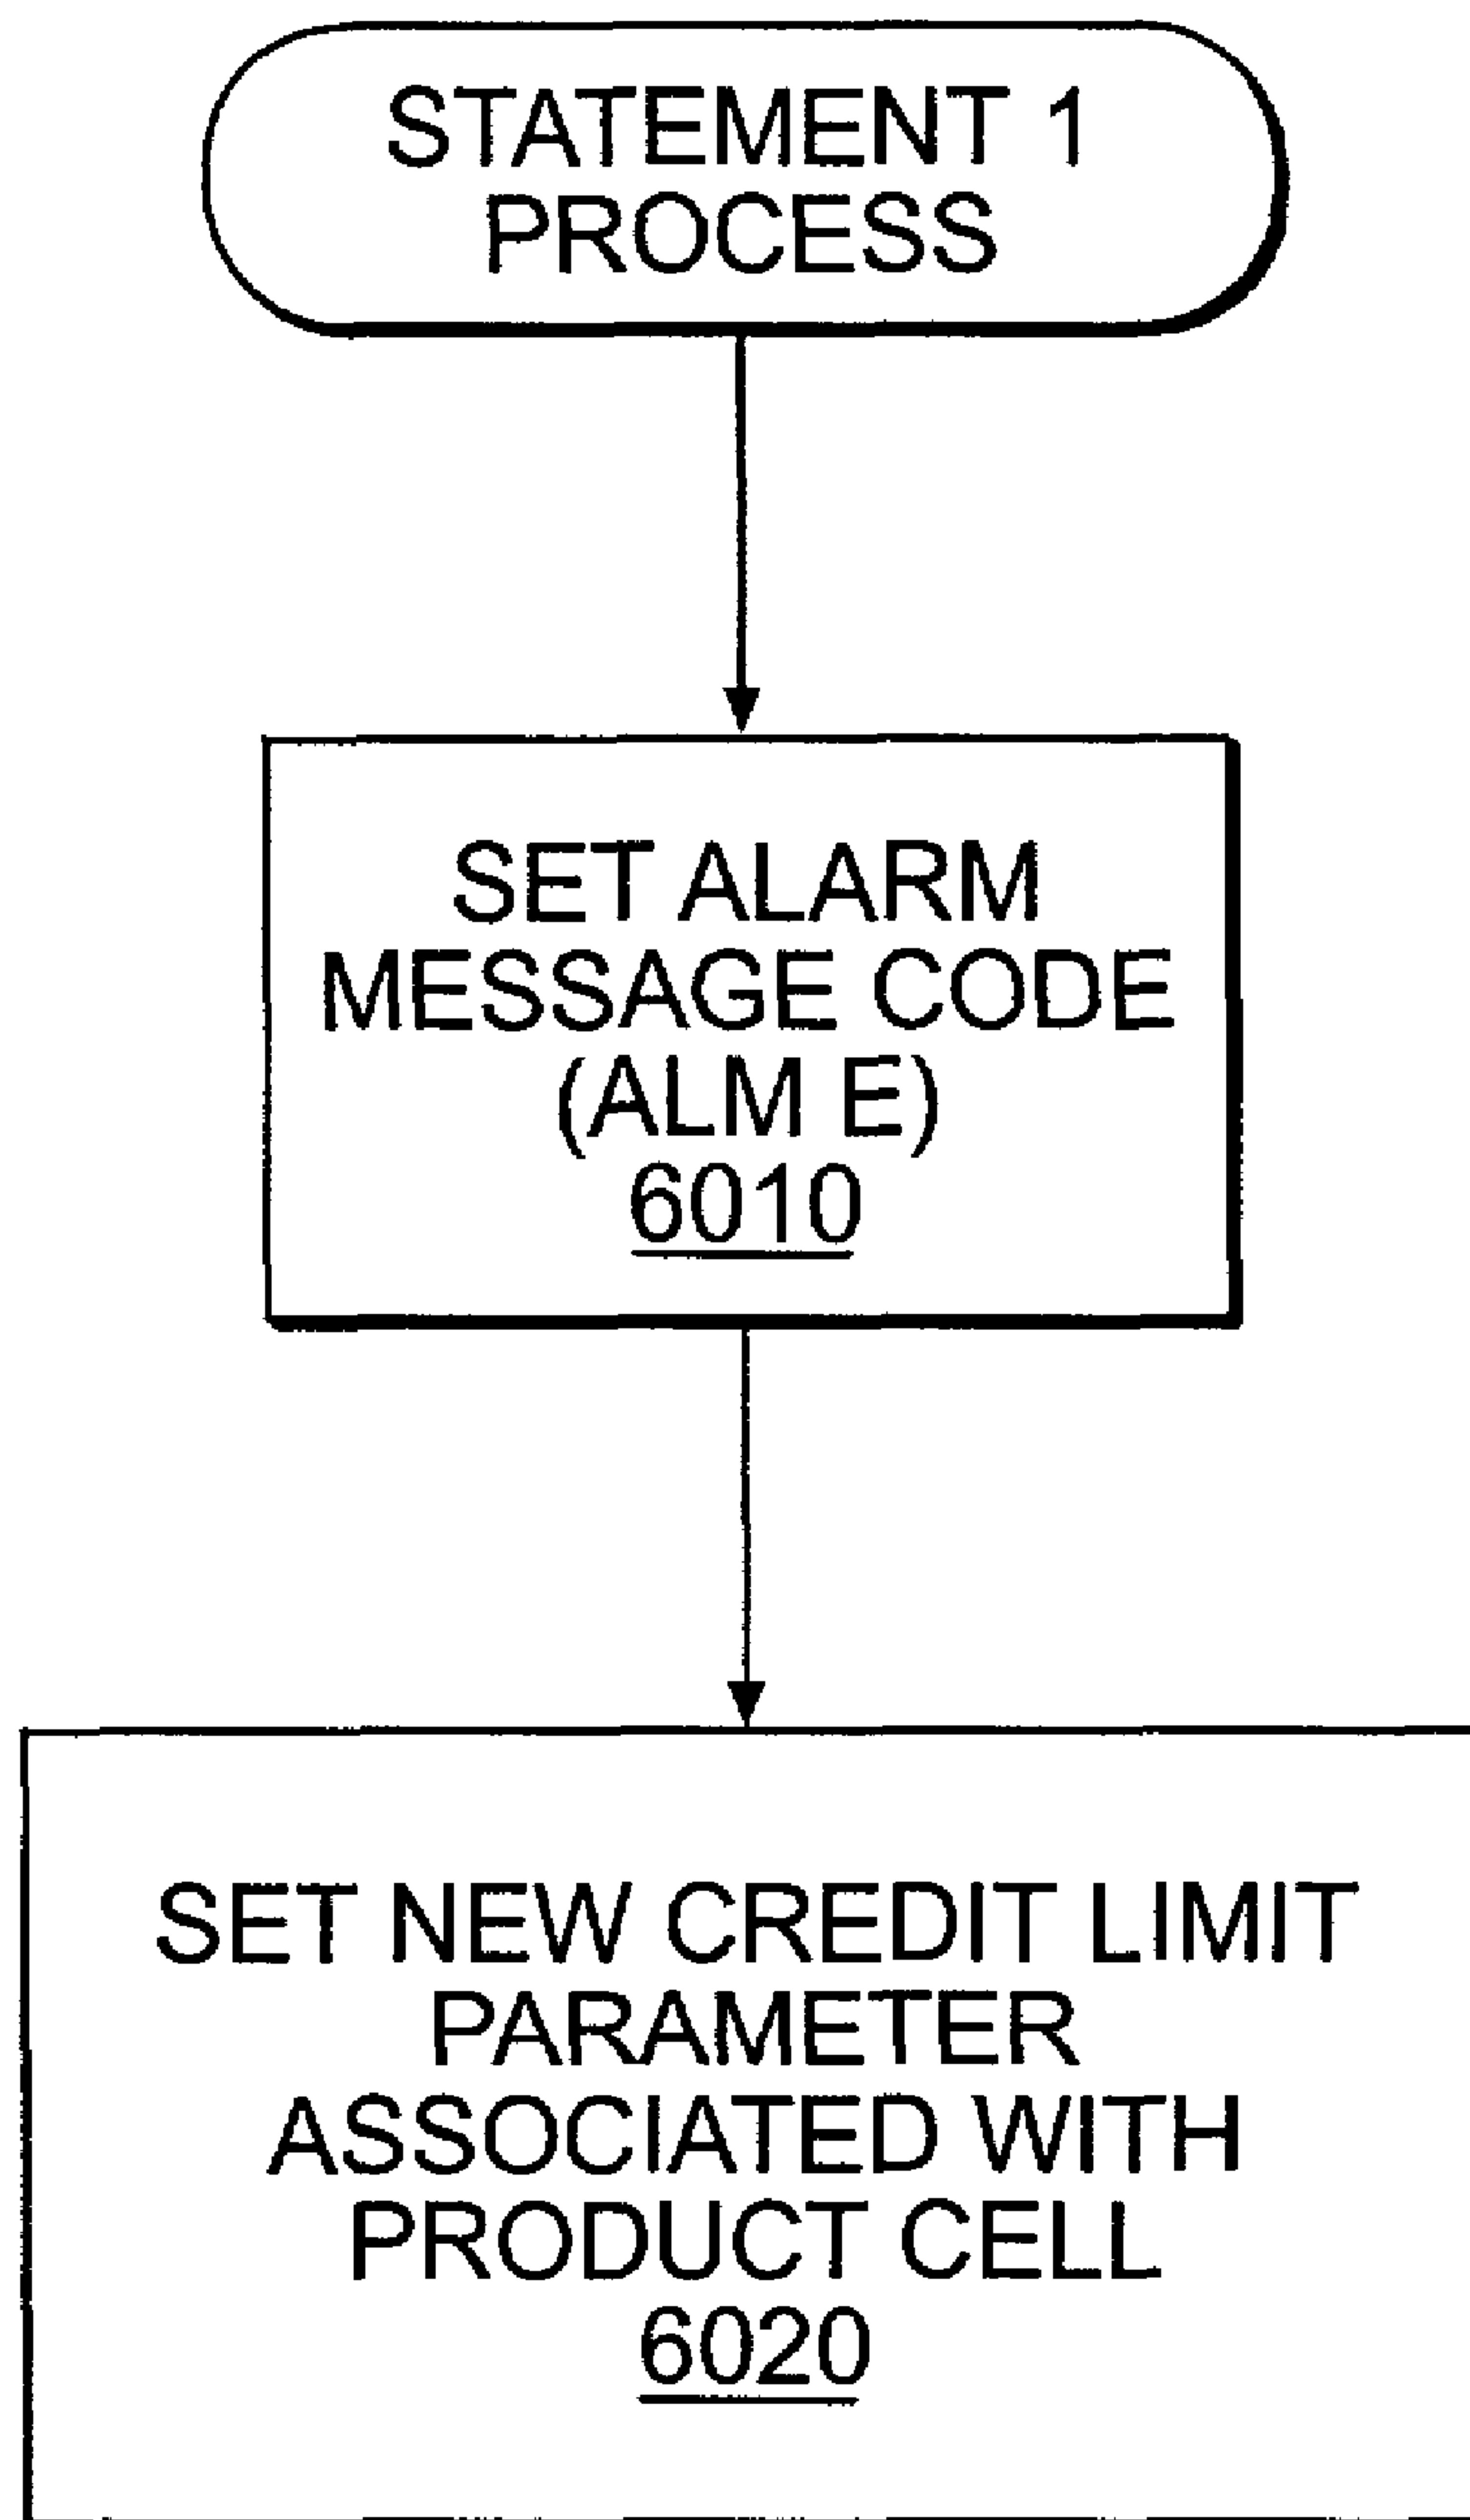 STATEMENT 1
PROCESS
SET ALARM
MESSAGE CODE
(ALM E)
6010
SET NEW CREDIT LIMIT
PARAMETER
ASSOCIATED WITH
PRODUCT CELL
6020